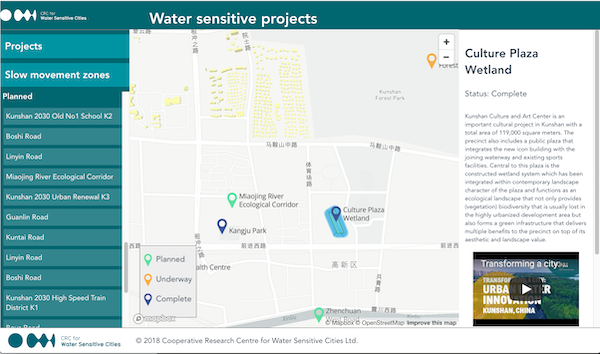 CRC for
Water Sensitive Cities
Water sensitive projects
Projects
Slow movement zones
Planned
Kunshan 2030 Old No1 School K2
Boshi Road
Linyin Road
Miaojing River Ecological Corridor
Kunshan 2030 Urban Renewal K3
Guanlin Road
Kuntai Road
Linyin Road
Boshi Road
Kunshan 2030 High Speed Train
District K1
Forest
Kunshan
Forest Park
马鞍山中路
马鞍山中路
体育场路
Miaojing River
Ecological Corridor
Kangju Park
Culture Plaza
Wetland
前进西路
前进中路
高新区
alth Centre
Zhenchuan
Planned
Underway
Complete
mapbox
© Mapbox © OpenStreetMap Improve this map
+
−
Culture Plaza
Wetland
Status: Complete
Kunshan Culture and Art Center is an
important cultural project in Kunshan with a
total area of 119,000 square meters. The
precinct also includes a public plaza that
integrates the new icon building with the
joining waterway and existing sports
facilities. Central to this plaza is the
constructed wetland system which has been
integrated within contemporary landscape
character of the plaza and functions as an
ecological landscape that not only provides
(vegetation) biodiversity that is usually lost in
the highly urbanized development area but
also forms a green infrastructure that delivers
multiple benefits to the precinct on top of its
aesthetic and landscape value.
Transforming a city:
TRANSFORMING
URBAN WATER
INNOVATION
KUNSHAN, CHINA
CRC for
Water Sensitive Cities
© 2018 Cooperative Research Centre for Water Sensitive Cities Ltd.